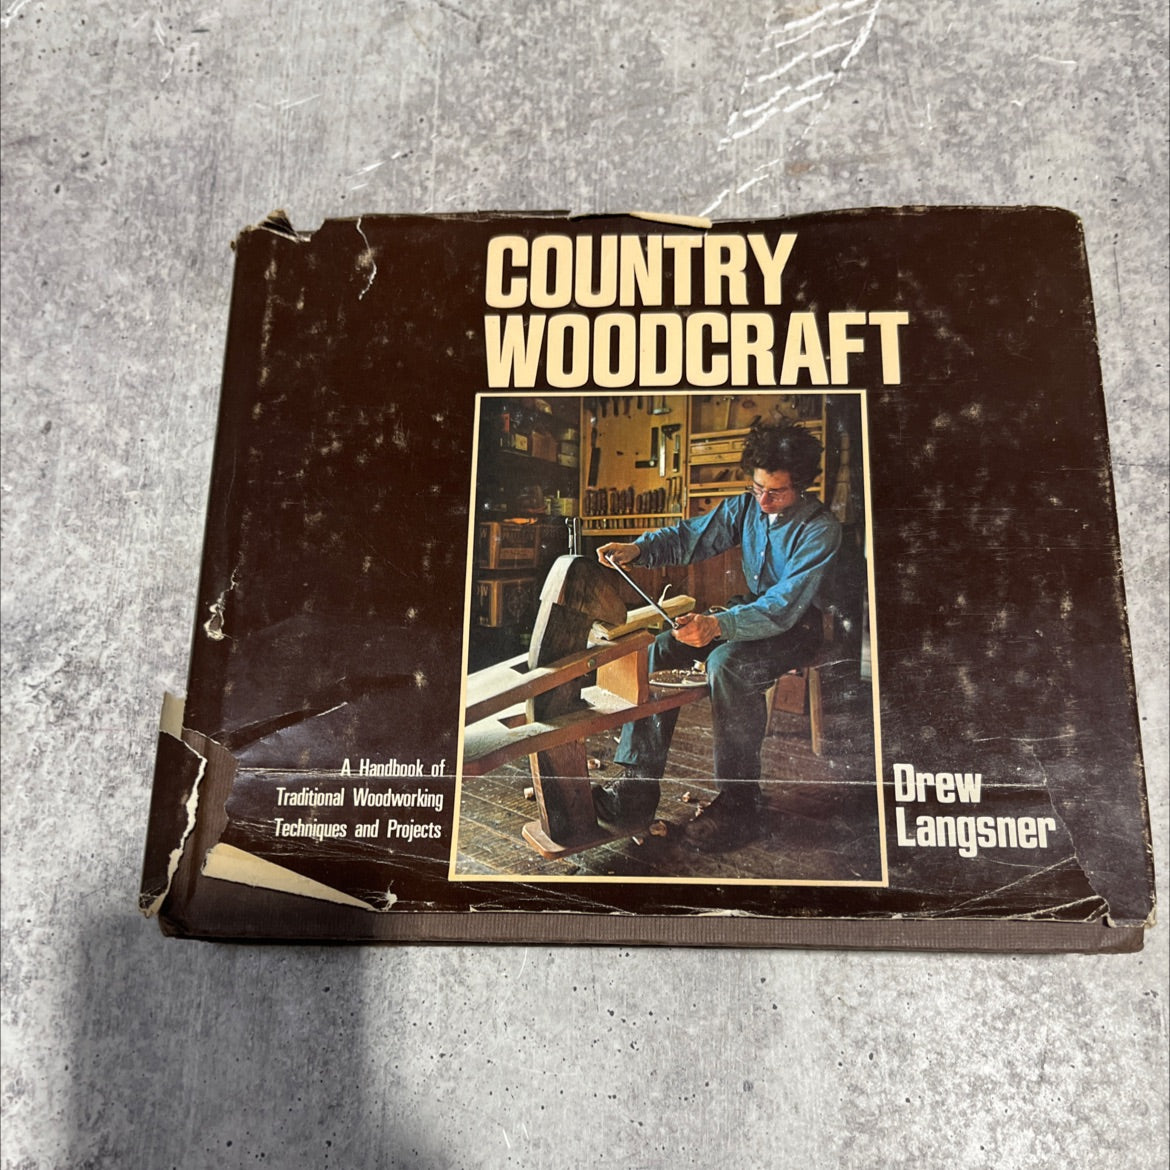 COUNTRY
WOODCRAFT
A Handbook of
Traditional Woodworking
Techniques and Projects
Drew
Langsner